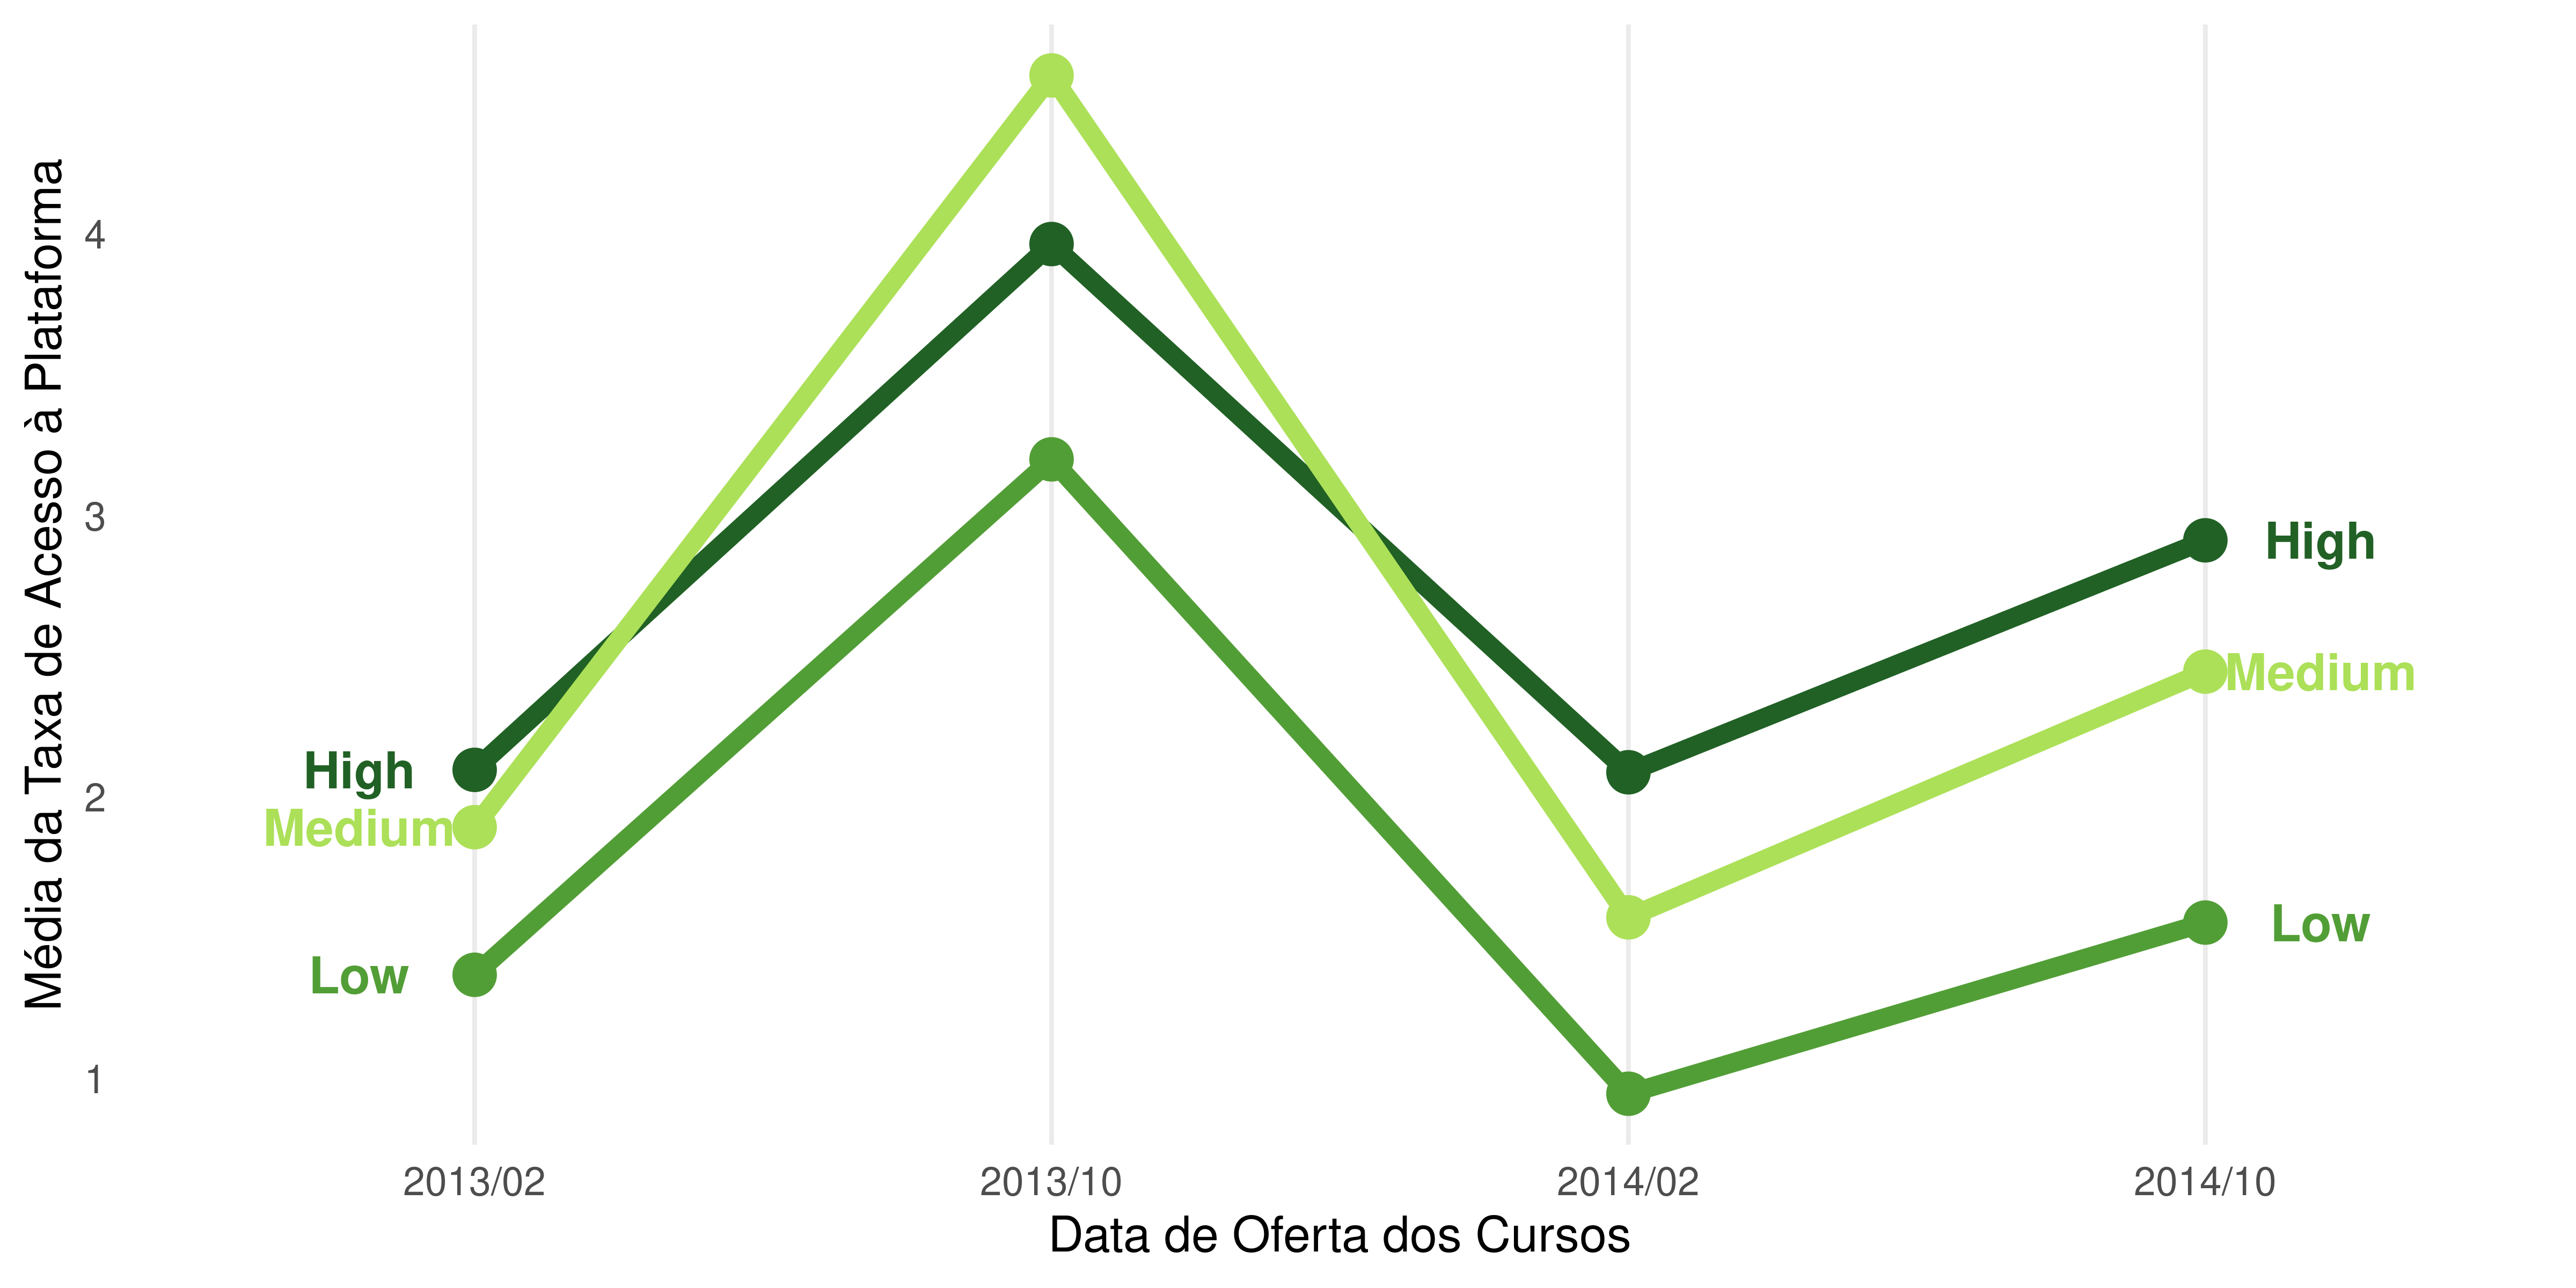 Média da Taxa de Acesso à Plataforma
4
3
2
1
High
Medium
Low
High
Medium
Low
2013/02
2013/10
2014/02
2014/10
Data de Oferta dos Cursos